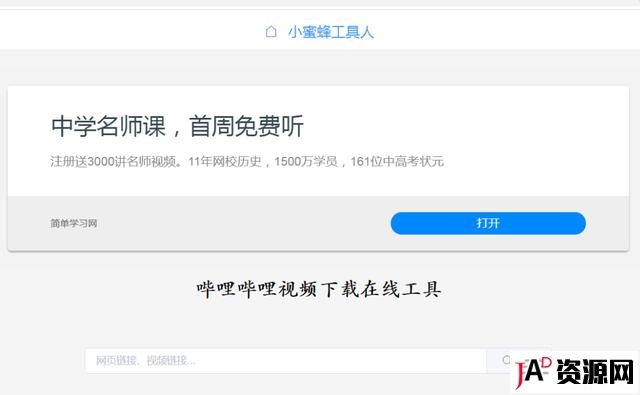 小蜜蜂工具人
中学名师课，首周免费听
注册送3000讲名师视频。11年网校历史，1500万学员，161位中高考状元
简单学习网
打开
哔哩哔哩视频下载在线工具
网页链接、视频链接...
JAD资源网